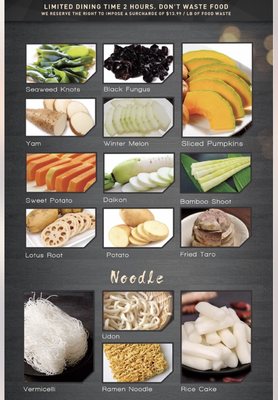 LIMITED DINING TIME 2 HOURS, DON'T WASTE FOOD
WE RESERVE THE RIGHT TO IMPOSE A SURCHARGE OF $13.99 / LB OF FOOD WASTE
Seaweed Knots
Black Fungus
Yam
Winter Melon
Sliced Pumpkins
Sweet Potato
Daikon
Bamboo Shoot
Lotus Root
Potato
Fried Taro
Noodle
Udon
Vermicelli
Ramen Noodle
Rice Cake